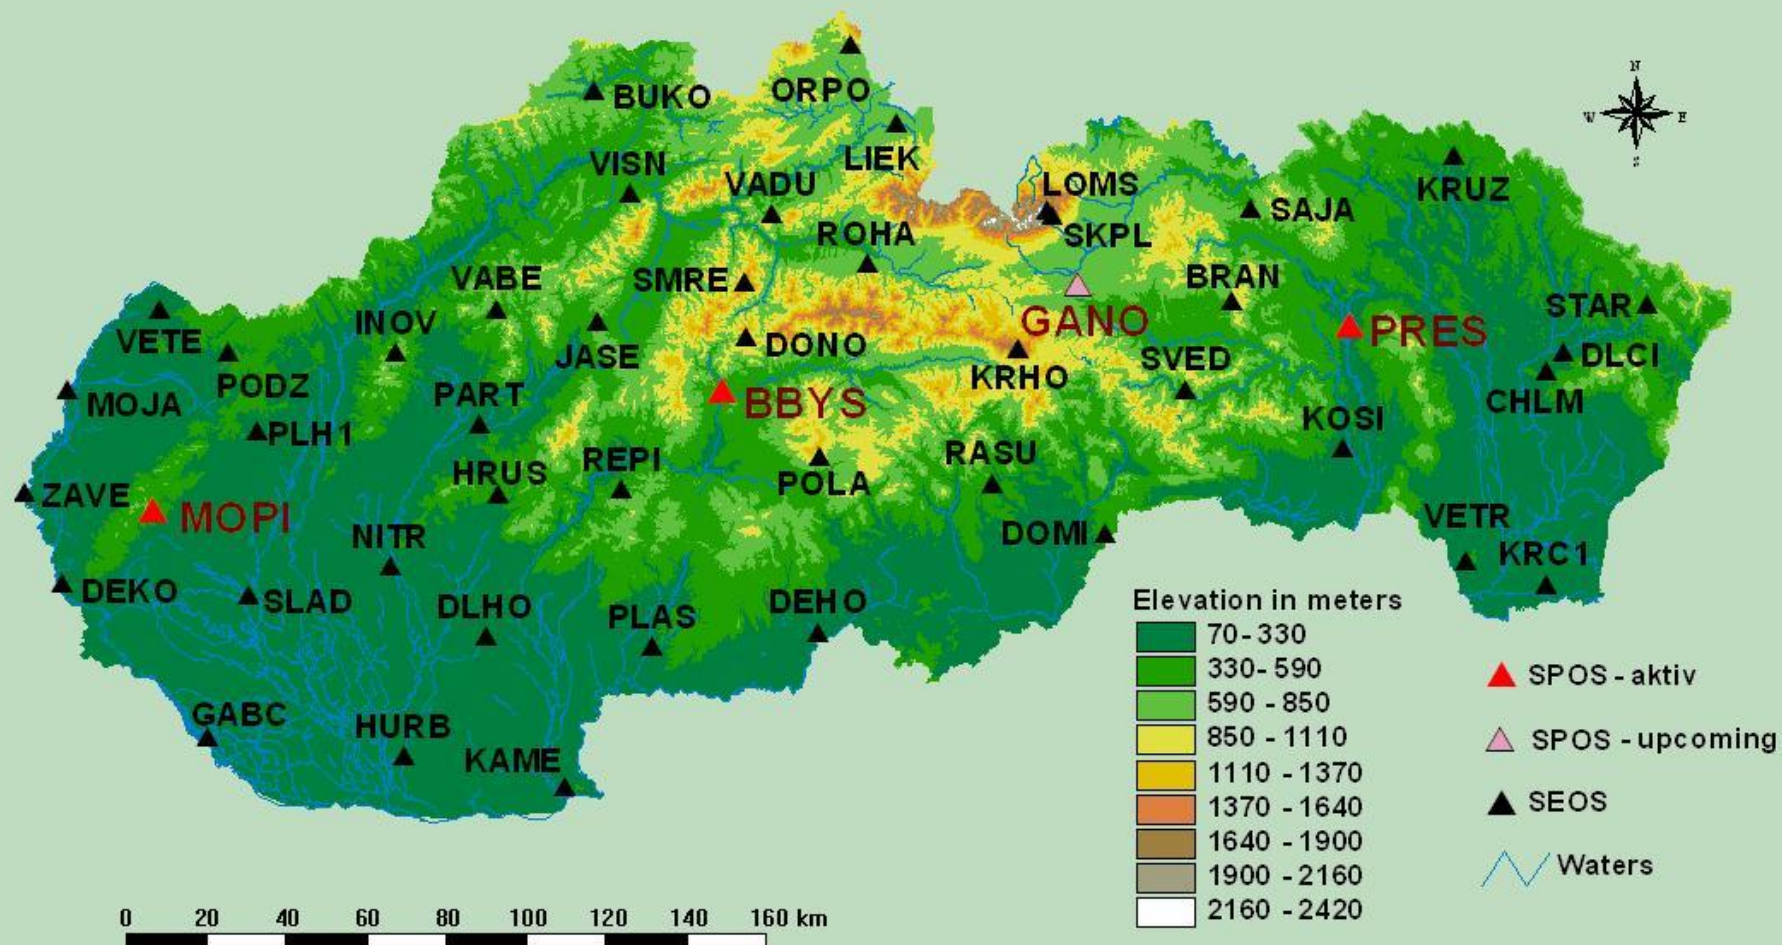 N
W E
S
ORPO
BUKO
LIEK
VISN
VADU
LOMS
KRUZ
SAJA
ROHA
SKPL
VABE
SMRE
BRAN
STAR
VETE
INOV
GANO
PRES
JASE
DONO
DLCI
SVED
PODZ
PART
KRHO
CHLM
MOJA
BBYS
KOSI
PLH1
RASU
HRUS
REPI
POLA
ZAVE
MOPI
VETR
NITR
DOMI
KRC1
DEKO
SLAD
DLHO
PLAS
DEHO
GABC
HURB
KAME
Elevation in meters
70-330
330-590
590 - 850
850 - 1110
1110 - 1370
1370 - 1640
1640 - 1900
1900 - 2160
2160 - 2420
SPOS - aktiv
SPOS - upcoming
SEOS
Waters
0 20 40 60 80 100 120 140 160 km